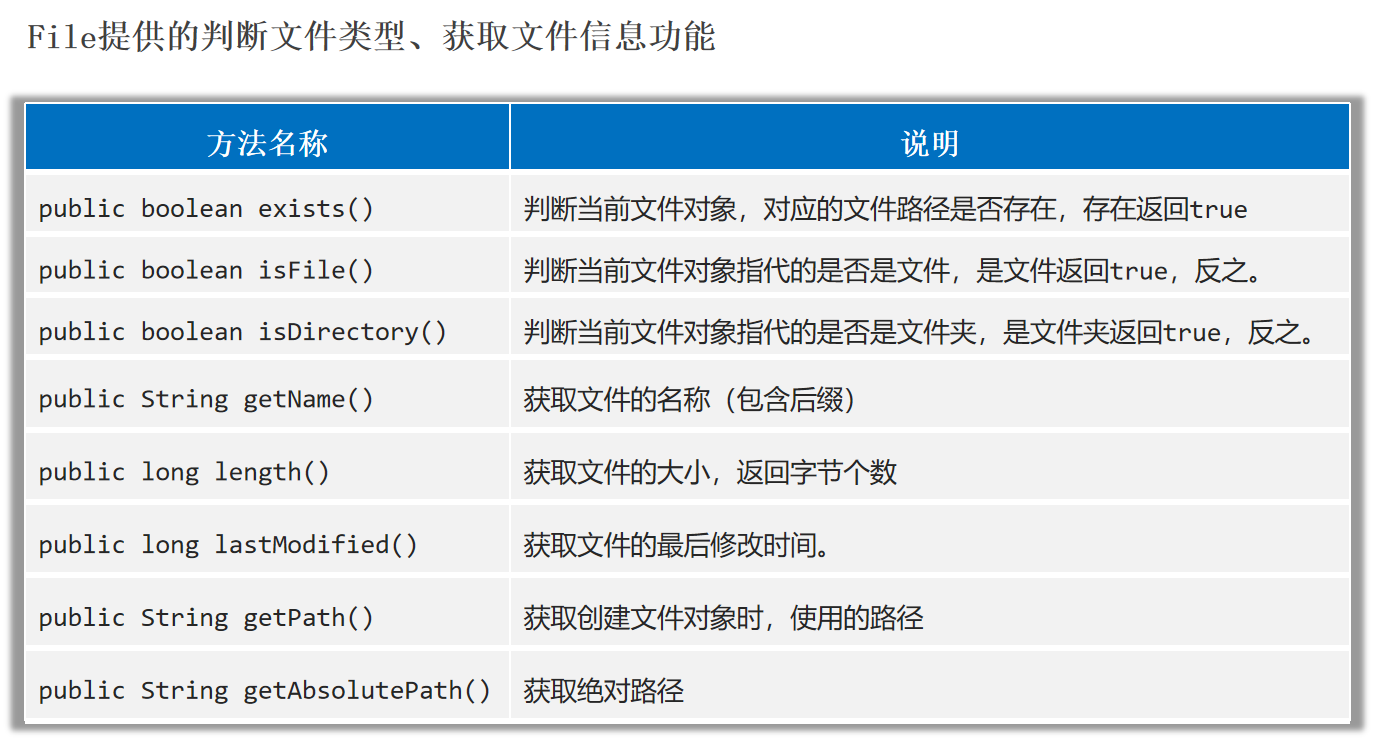 File提供的判断文件类型、获取文件信息功能
方法名称 说明
public boolean exists() 判断当前文件对象，对应的文件路径是否存在，存在返回true
public boolean isFile() 判断当前文件对象指代的是否是文件，是文件返回true，反之。
public boolean isDirectory() 判断当前文件对象指代的是否是文件夹，是文件夹返回true，反之。
public String getName() 获取文件的名称（包含后缀）
public long length() 获取文件的大小，返回字节个数
public long lastModified() 获取文件的最后修改时间。
public String getPath() 获取创建文件对象时，使用的路径
public String getAbsolutePath() 获取绝对路径